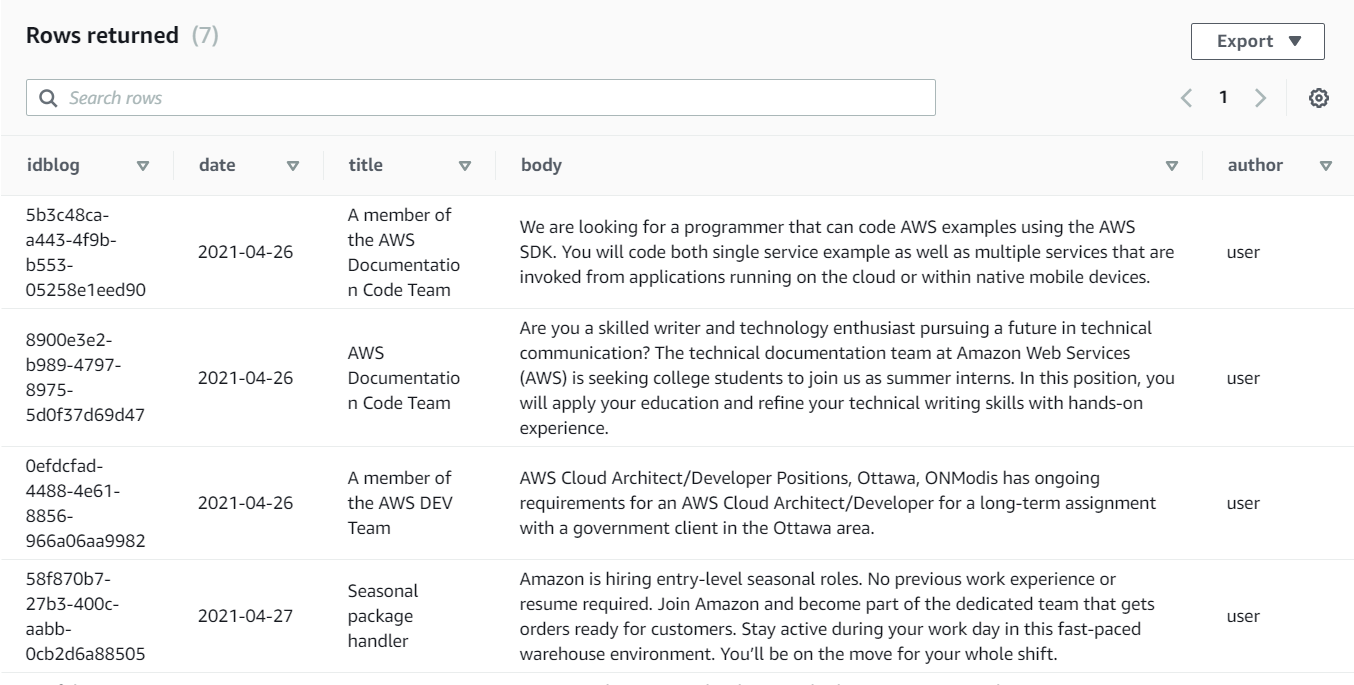 Rows returned (7)
Export
Search rows
1
idblog date title body author
5b3c48ca-
a443-4f9b-
b553-
05258e1eed90
2021-04-26
A member of
the AWS
Documentatio
n Code Team
We are looking for a programmer that can code AWS examples using the AWS
SDK. You will code both single service example as well as multiple services that are
invoked from applications running on the cloud or within native mobile devices.
user
8900e3e2-
b989-4797-
8975-
5d0f37d69d47
2021-04-26
AWS
Documentatio
n Code Team
Are you a skilled writer and technology enthusiast pursuing a future in technical
communication? The technical documentation team at Amazon Web Services
(AWS) is seeking college students to join us as summer interns. In this position, you
will apply your education and refine your technical writing skills with hands-on
experience.
user
0efdcfad-
4488-4e61-
8856-
966a06aa9982
2021-04-26
A member of
the AWS DEV
Team
AWS Cloud Architect/Developer Positions, Ottawa, ONModis has ongoing
requirements for an AWS Cloud Architect/Developer for a long-term assignment
with a government client in the Ottawa area.
user
58f870b7-
27b3-400c-
aabb-
0cb2d6a88505
2021-04-27
Seasonal
package
handler
Amazon is hiring entry-level seasonal roles. No previous work experience or
resume required. Join Amazon and become part of the dedicated team that gets
orders ready for customers. Stay active during your work day in this fast-paced
warehouse environment. You’ll be on the move for your whole shift.
user